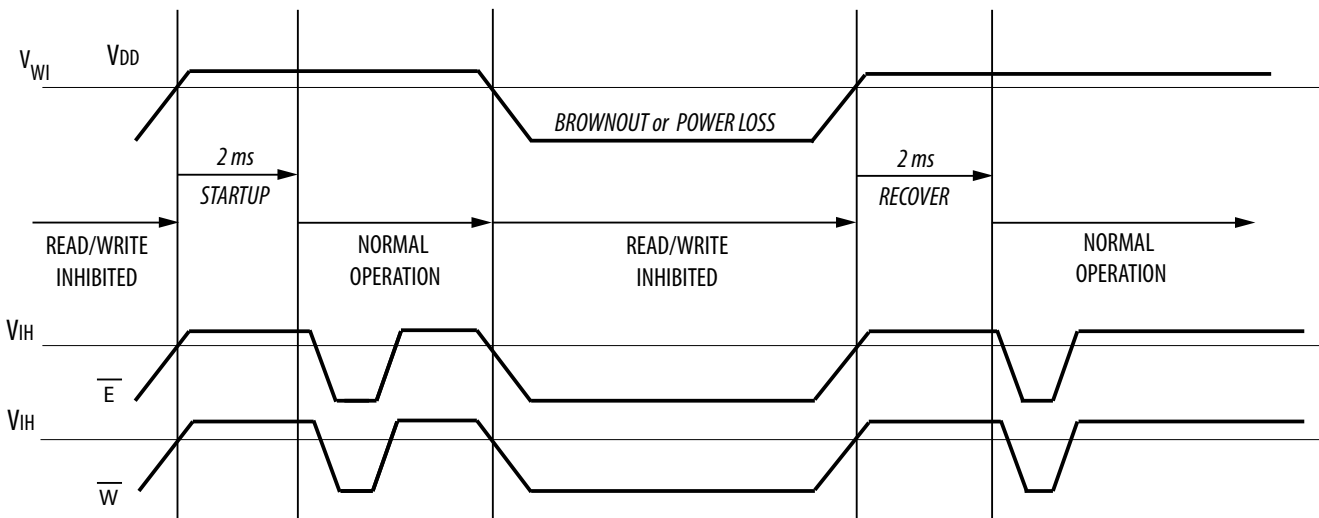 VWI VDD
BROWNOUT or POWER LOSS
2 ms
STARTUP
2 ms
RECOVER
READ/WRITE
INHIBITED
NORMAL
OPERATION
READ/WRITE
INHIBITED
NORMAL
OPERATION
VIH
E̅
VIH
W̅